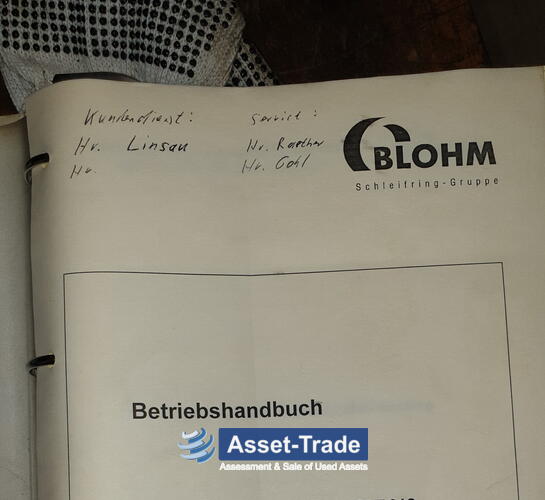 Kundendienst: Service:
Hr. Linsau Hr. Raether
Hr. Hr. Gohl
BLOHM
Schleifring-Gruppe
Betriebshandbuch
Asset-Trade
Assessment & Sale of Used Assets